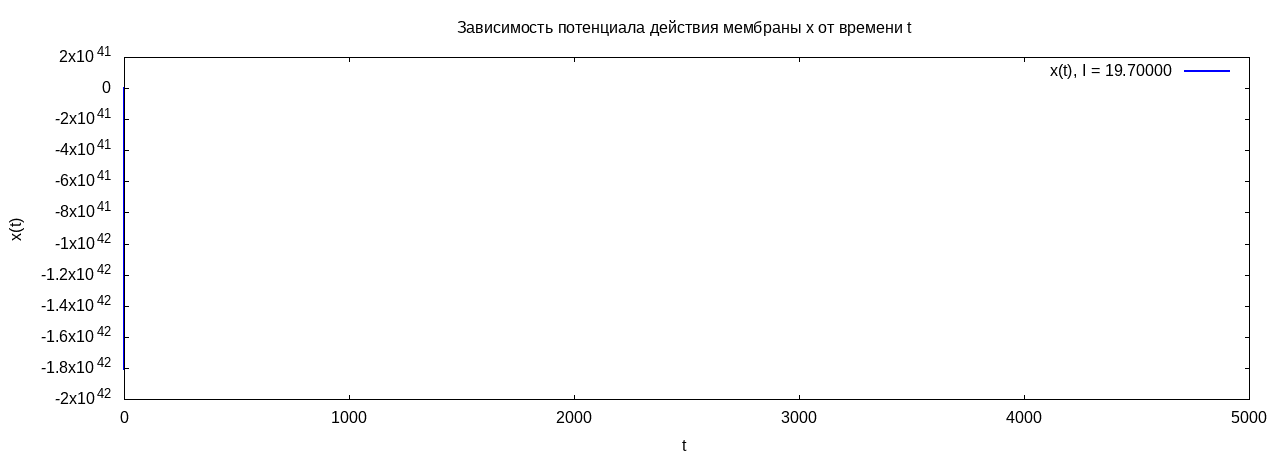 Зависимость потенциала действия мембраны x от времени t
x(t), I = 19.70000
2x10^41
0
-2x10^41
-4x10^41
-6x10^41
-8x10^41
-1x10^42
-1.2x10^42
-1.4x10^42
-1.6x10^42
-1.8x10^42
-2x10^42
x(t)
0 1000 2000 3000 4000 5000
t